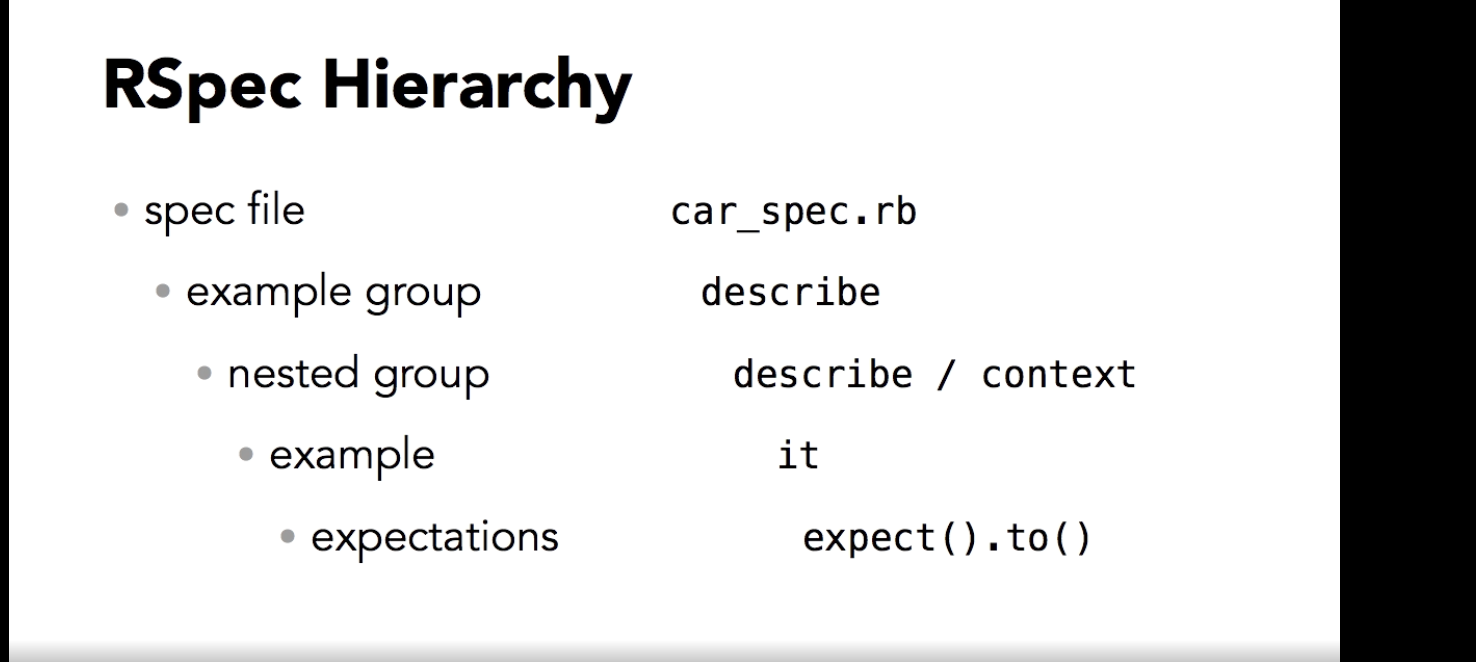 RSpec Hierarchy
• spec file car_spec.rb
• example group describe
• nested group describe / context
• example it
• expectations expect().to()